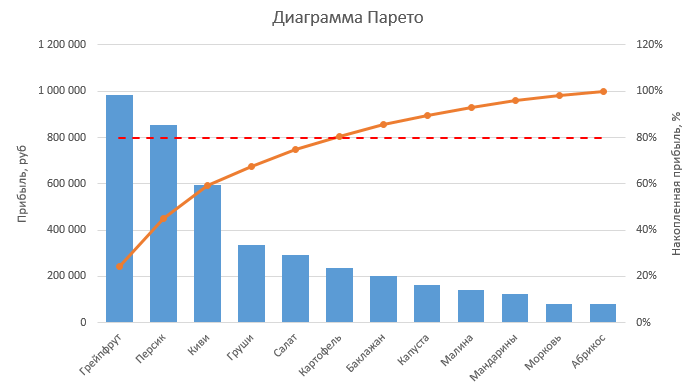 Диаграмма Парето
1 200 000
1 000 000
800 000
600 000
400 000
200 000
0
Прибыль, руб
120%
100%
80%
60%
40%
20%
0%
Накопленная прибыль, %
Грейпфрут
Персик
Киви
Груши
Салат
Картофель
Баклажан
Капуста
Малина
Мандарины
Морковь
Абрикос